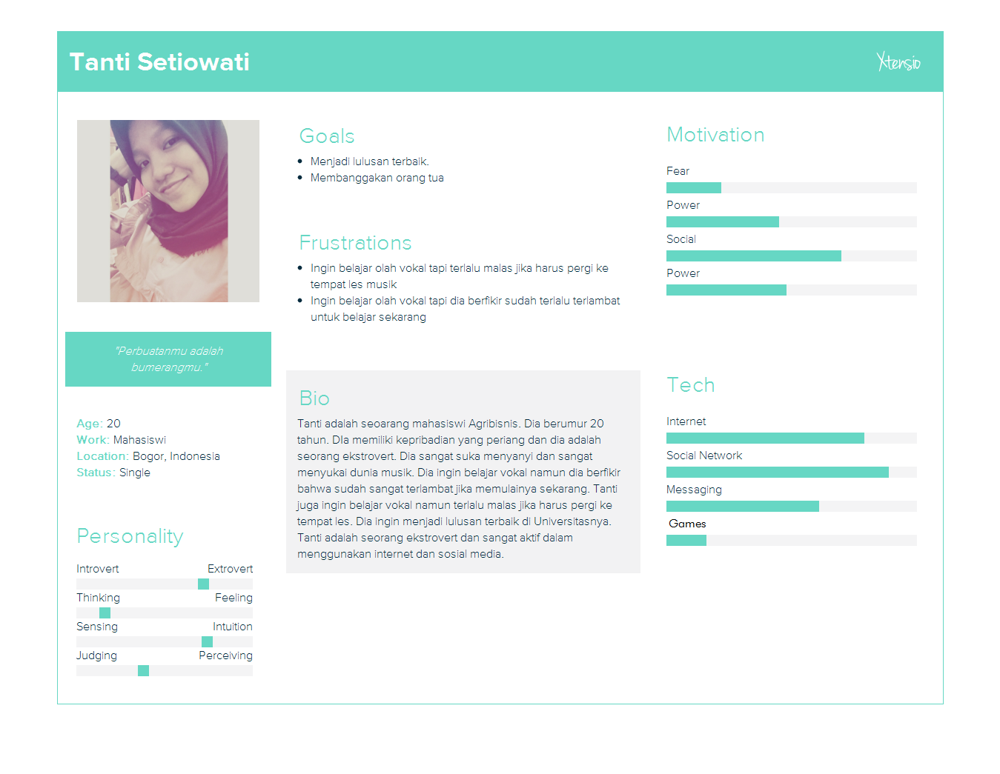 Tanti Setiowati
Xtensio
"Perbuatanmu adalah
bumerangmu."
Age: 20
Work: Mahasiswi
Location: Bogor, Indonesia
Status: Single
Personality
Introvert Extrovert
Thinking Feeling
Sensing Intuition
Judging Perceiving
Goals
Menjadi lulusan terbaik.
Membanggakan orang tua
Frustrations
Ingin belajar olah vokal tapi terlalu malas jika harus pergi ke
tempat les musik
Ingin belajar olah vokal tapi dia berfikir sudah terlalu terlambat
untuk belajar sekarang
Bio
Tanti adalah seoarang mahasiswi Agribisnis. Dia berumur 20
tahun. DIa memiliki kepribadian yang periang dan dia adalah
seorang ekstrovert. Dia sangat suka menyanyi dan sangat
menyukai dunia musik. Dia ingin belajar vokal namun dia berfikir
bahwa sudah sangat terlambat jika memulainya sekarang. Tanti
juga ingin belajar vokal namun terlalu malas jika harus pergi ke
tempat les. Dia ingin menjadi lulusan terbaik di Universitasnya.
Tanti adalah seorang ekstrovert dan sangat aktif dalam
menggunakan internet dan sosial media.
Motivation
Fear
Power
Social
Power
Tech
Internet
Social Network
Messaging
Games